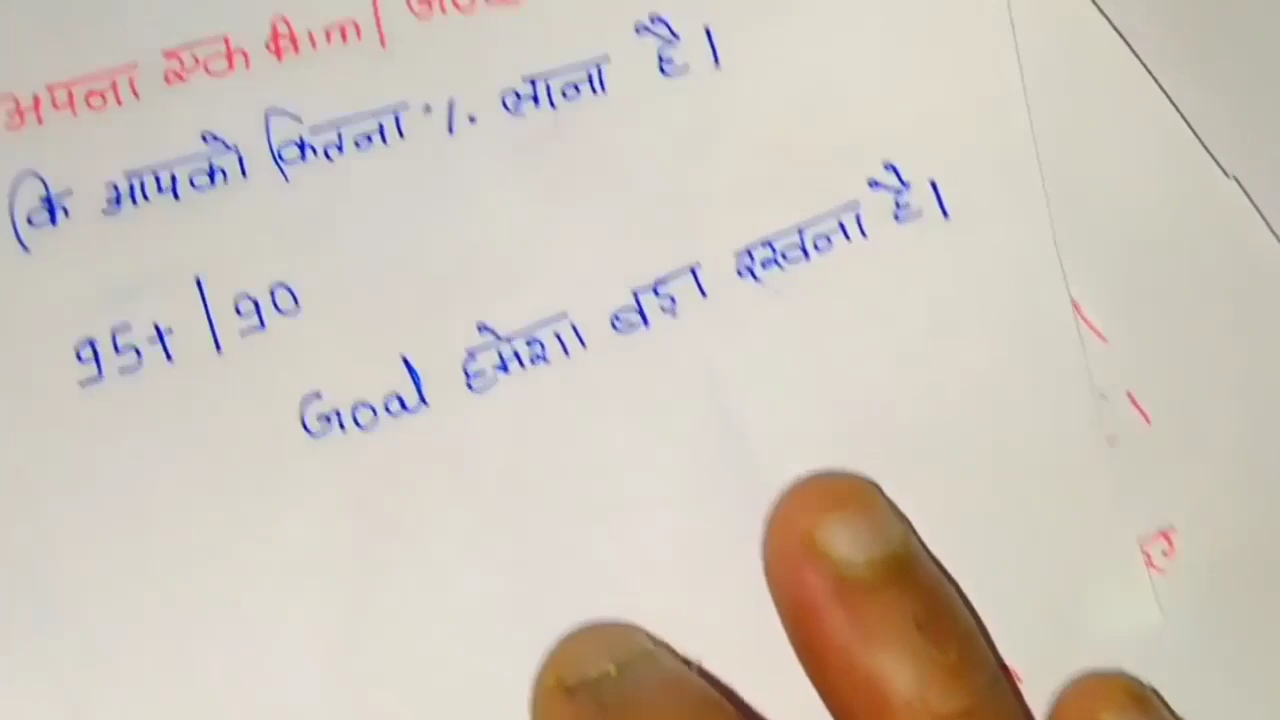 अपना एक Aim/
कि आपको कितना % लाना है।
95+/90
Goal हमेशा बड़ा रखना है।
ए